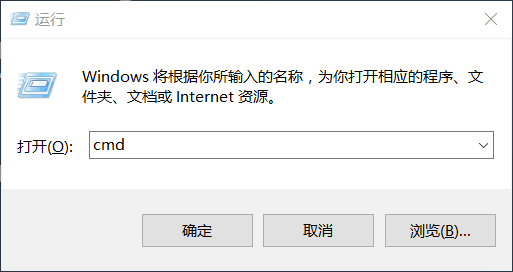 运行
Windows 将根据你所输入的名称，为你打开相应的程序、文
件夹、文档或 Internet 资源。
打开(O): cmd
确定 取消 浏览(B)...